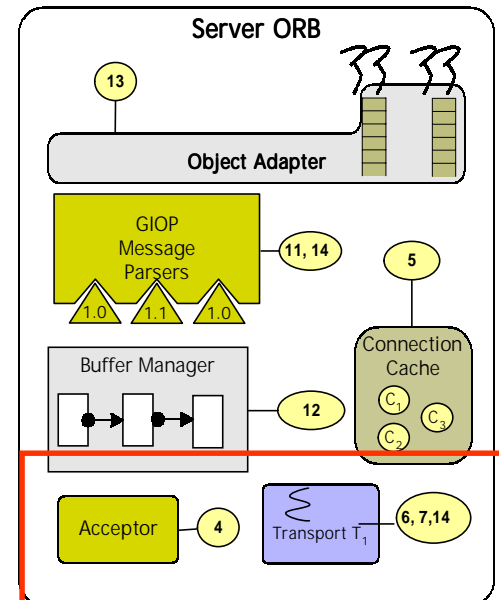 Server ORB
13
Object Adapter
GIOP
Message
Parsers
11, 14
5
1.0
1.1
1.0
Connection
Cache
Buffer Manager
C1
C3
C2
12
Acceptor
4
Transport T1
6, 7,14